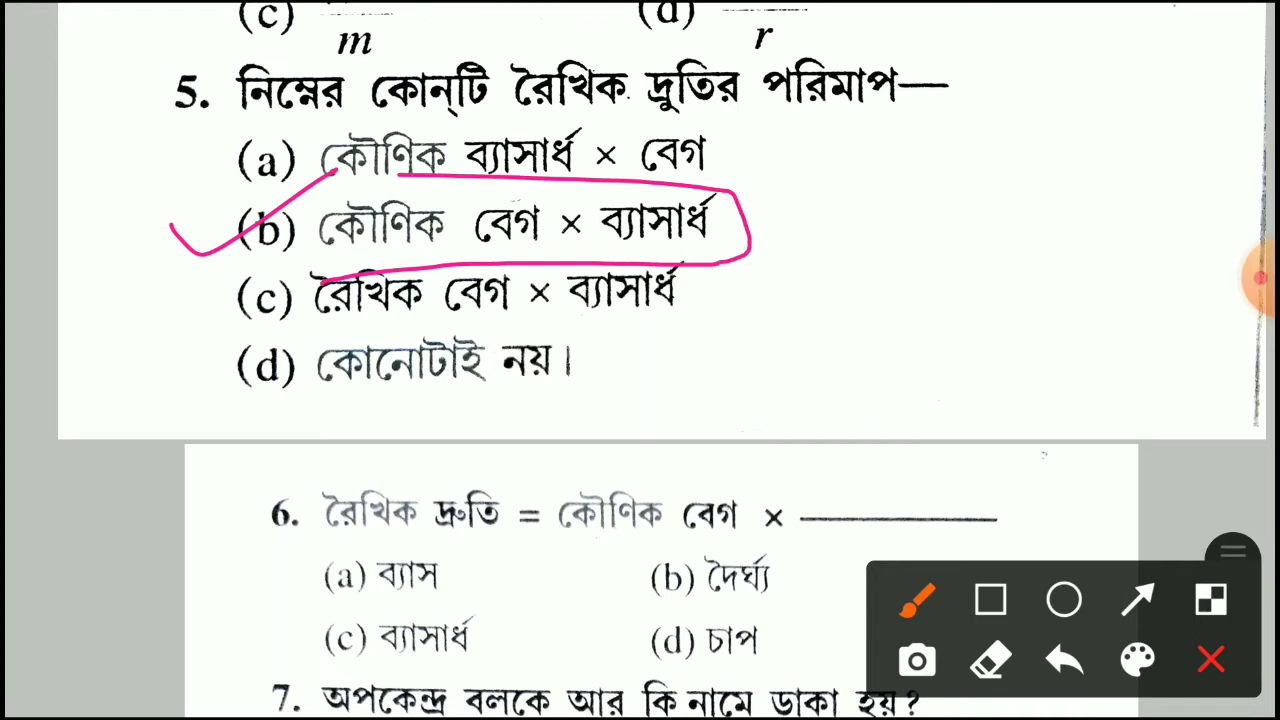 (c) m (d) r
5. নিম্নের কোন্‌টি রৈখিক দ্রুতির পরিমাপ—
(a) কৌণিক ব্যাসার্ধ × বেগ
(b) কৌণিক বেগ × ব্যাসার্ধ
(c) রৈখিক বেগ × ব্যাসার্ধ
(d) কোনোটাই নয়।
6. রৈখিক দ্রুতি = কৌণিক বেগ × ————
(a) ব্যাস (b) দৈর্ঘ্য
(c) ব্যাসার্ধ (d) চাপ
7. অপকেন্দ্র বলকে আর কি নামে ডাকা হয়?